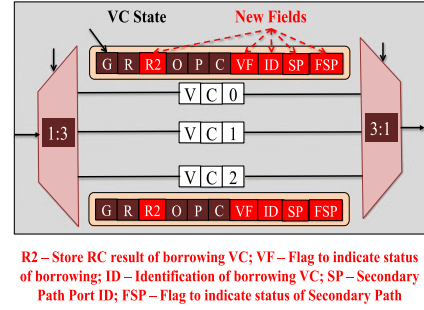 VC State New Fields
G R R2 O P C VF ID SP FSP
V C 0
1:3 V C 1 3:1
V C 2
G R R2 O P C VF ID SP FSP
R2 – Store RC result of borrowing VC; VF – Flag to indicate status
of borrowing; ID – Identification of borrowing VC; SP – Secondary
Path Port ID; FSP – Flag to indicate status of Secondary Path